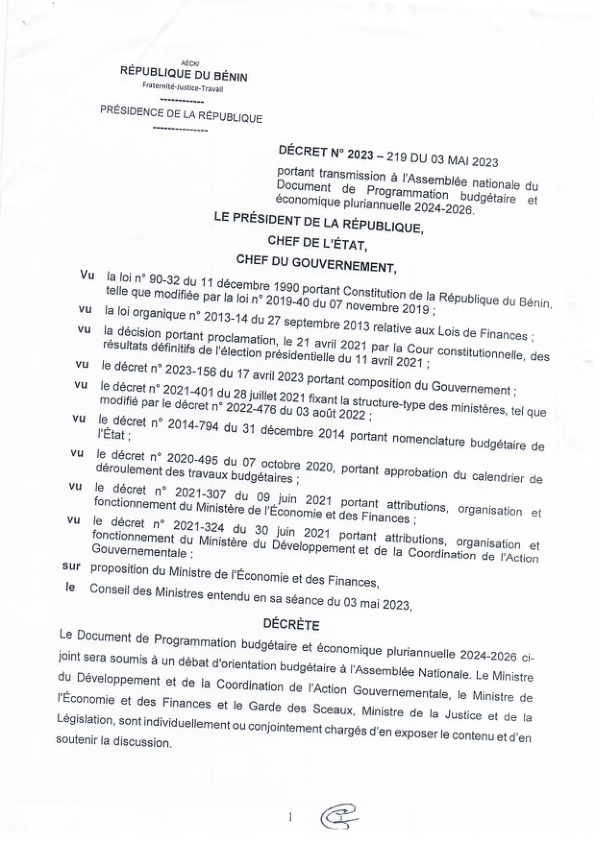 AECK/
RÉPUBLIQUE DU BÉNIN
Fraternité-Justice-Travail
------------
PRÉSIDENCE DE LA RÉPUBLIQUE
---------------
DÉCRET N° 2023 – 219 DU 03 MAI 2023
portant transmission à l'Assemblée nationale du
Document de Programmation budgétaire et
économique pluriannuelle 2024-2026.
LE PRÉSIDENT DE LA RÉPUBLIQUE,
CHEF DE L'ÉTAT,
CHEF DU GOUVERNEMENT,
Vu la loi n° 90-32 du 11 décembre 1990 portant Constitution de la République du Bénin,
telle que modifiée par la loi n° 2019-40 du 07 novembre 2019 ;
vu la loi organique n° 2013-14 du 27 septembre 2013 relative aux Lois de Finances ;
vu la décision portant proclamation, le 21 avril 2021 par la Cour constitutionnelle, des
résultats définitifs de l'élection présidentielle du 11 avril 2021 ;
vu le décret n° 2023-156 du 17 avril 2023 portant composition du Gouvernement ;
vu le décret n° 2021-401 du 28 juillet 2021 fixant la structure-type des ministères, tel que
modifié par le décret n° 2022-476 du 03 août 2022 ;
vu le décret n° 2014-794 du 31 décembre 2014 portant nomenclature budgétaire de
l'État ;
vu le décret n° 2020-495 du 07 octobre 2020, portant approbation du calendrier de
déroulement des travaux budgétaires ;
vu le décret n° 2021-307 du 09 juin 2021 portant attributions, organisation et
fonctionnement du Ministère de l'Économie et des Finances ;
vu le décret n° 2021-324 du 30 juin 2021 portant attributions, organisation et
fonctionnement du Ministère du Développement et de la Coordination de l'Action
Gouvernementale ;
sur proposition du Ministre de l'Économie et des Finances,
le Conseil des Ministres entendu en sa séance du 03 mai 2023,
DÉCRÈTE
Le Document de Programmation budgétaire et économique pluriannuelle 2024-2026 ci-
joint sera soumis à un débat d'orientation budgétaire à l'Assemblée Nationale. Le Ministre
du Développement et de la Coordination de l'Action Gouvernementale, le Ministre de
l'Économie et des Finances et le Garde des Sceaux, Ministre de la Justice et de la
Législation, sont individuellement ou conjointement chargés d'en exposer le contenu et d'en
soutenir la discussion.
1